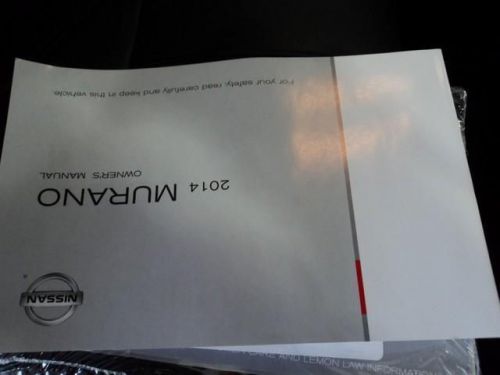 For your safety, read carefully and keep in this vehicle.
2014 MURANO
OWNER'S MANUAL
NISSAN
AND LEMON LAW INFORMATION